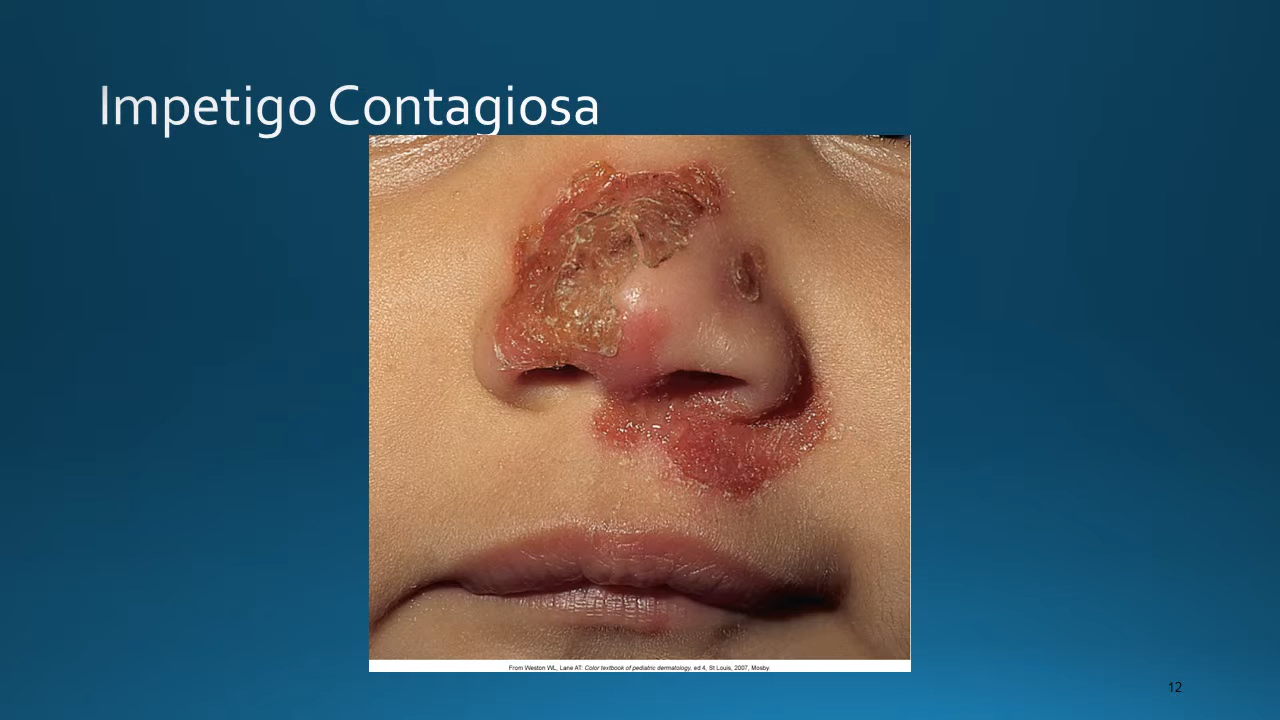 Impetigo Contagiosa
From Weston WL, Lane AT: Color textbook of pediatric dermatology, ed 4, St Louis, 2007, Mosby.
12